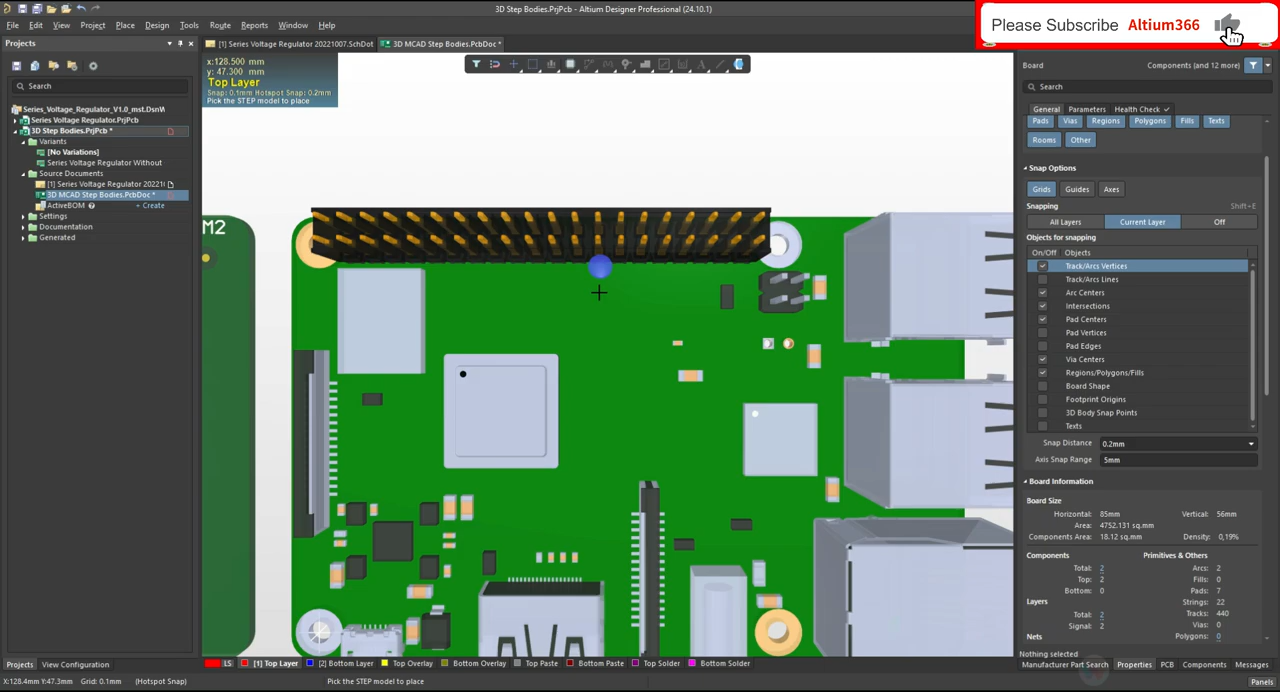 3D Step Bodies.PrjPcb - Altium Designer Professional (24.10.1)
Please Subscribe Altium366
File Edit View Project Place Design Tools Route Reports Window Help
Projects
[1] Series Voltage Regulator 20221007.SchDot
3D MCAD Step Bodies.PcbDoc *
Search
Series_Voltage_Regulator_V1.0_mst.DsnW
Series Voltage Regulator.PrjPcb
3D Step Bodies.PrjPcb *
Variants
[No Variations]
Series Voltage Regulator Without
Source Documents
[1] Series Voltage Regulator 20221(
3D MCAD Step Bodies.PcbDoc *
ActiveBOM + Create
Settings
Documentation
Generated
x:128.500 mm
y: 47.300 mm
Top Layer
Snap: 0.1mm Hotspot Snap: 0.2mm
Pick the STEP model to place
M2
Board Components (and 12 more)
Search
General Parameters Health Check
Pads Vias Regions Polygons Fills Texts
Rooms Other
Snap Options
Grids Guides Axes
Snapping Shift - E
All Layers Current Layer Off
Objects for snapping
On/Off Objects
Track/Arcs Vertices
Track/Arcs Lines
Arc Centers
Intersections
Pad Centers
Pad Vertices
Pad Edges
Via Centers
Regions/Polygons/Fills
Board Shape
Footprint Origins
3D Body Snap Points
Texts
Snap Distance 0.2mm
Axis Snap Range 5mm
Board Information
Board Size
Horizontal: 85mm Vertical: 56mm
Area: 4752.131 sq.mm
Components Area: 18.12 sq.mm Density: 0,19%
Components Primitives & Others
Total: 2 Arcs: 2
Top: 2 Fills: 0
Bottom: 0 Pads: 7
Layers Strings: 22
Total: 2 Tracks: 440
Signal: 2 Vias: 0
Nets Polygons: 0
Nothing selected
Projects View Configuration
LS [1] Top Layer [2] Bottom Layer Top Overlay Bottom Overlay Top Paste Bottom Paste Top Solder Bottom Solder
Manufacturer Part Search Properties PCB Components Messages
X:128.4mm Y:47.3mm Grid: 0.1mm (Hotspot Snap) Pick the STEP model to place Panels